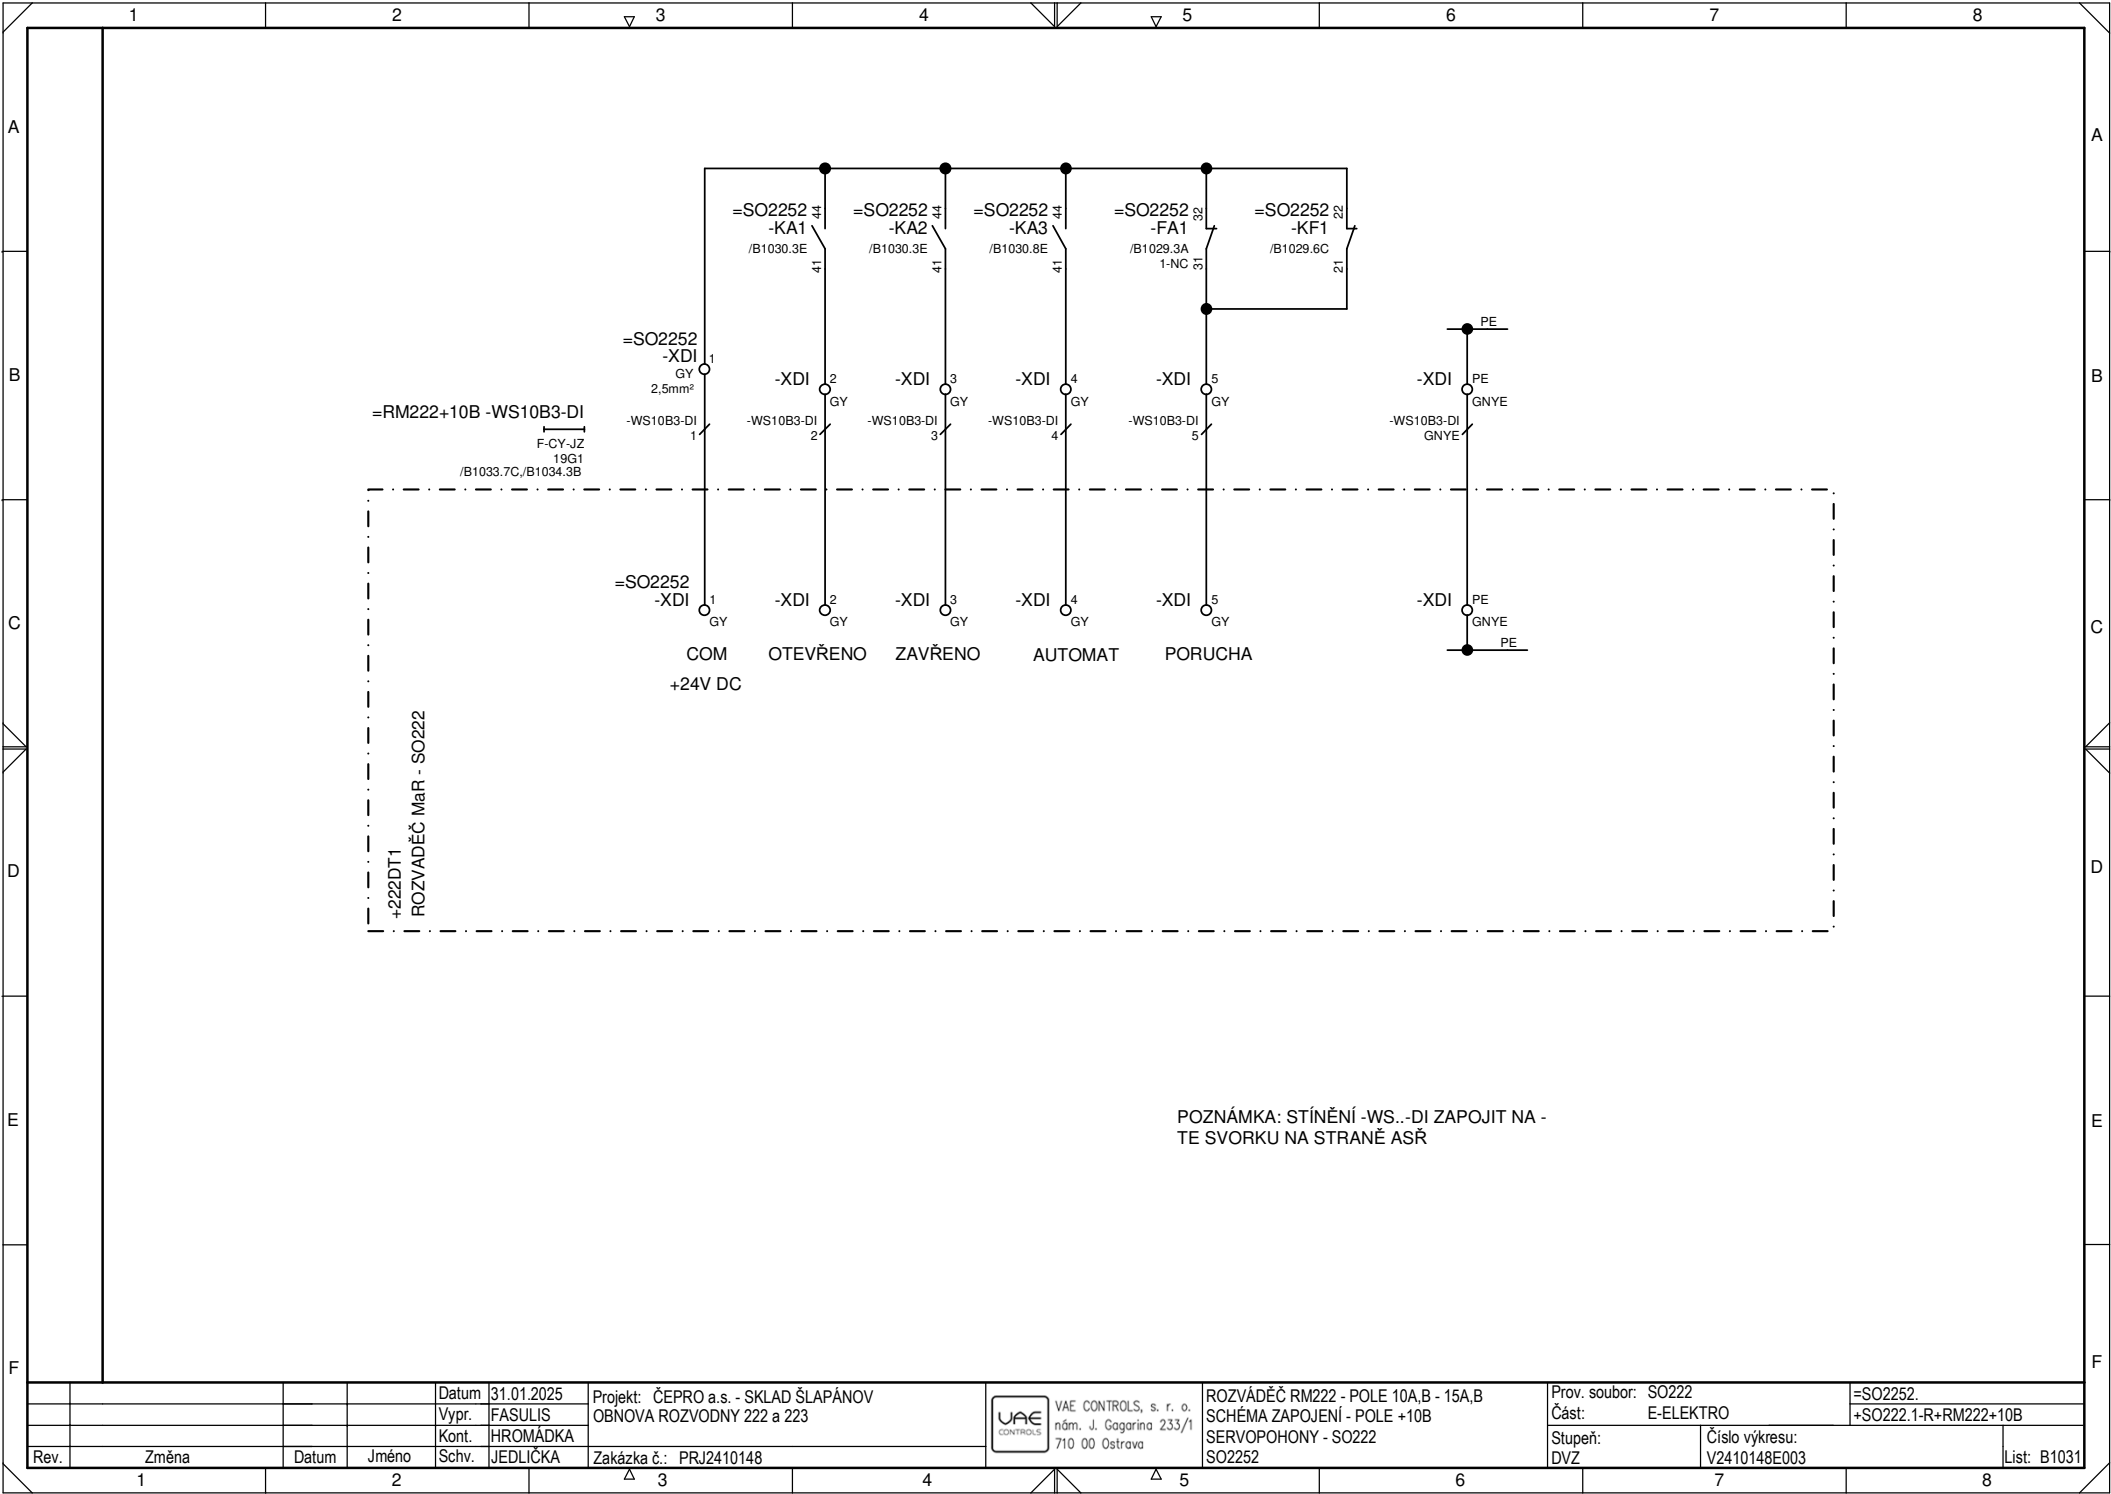 1 2 3 4 5 6 7 8
A A
=SO2252 44 =SO2252 44 =SO2252 44 =SO2252 32 =SO2252 22
-KA1 -KA2 -KA3 -FA1 -KF1
/B1030.3E /B1030.3E /B1030.8E /B1029.3A /B1029.6C
41 41 41 1-NC 31 21
PE
=SO2252
-XDI 1
GY
2,5mm²
B B
-XDI 2 -XDI 3 -XDI 4 -XDI 5 -XDI PE
GY GY GY GY GNYE
=RM222+10B -WS10B3-DI
F-CY-JZ
19G1
/B1033.7C,/B1034.3B
-WS10B3-DI -WS10B3-DI -WS10B3-DI -WS10B3-DI -WS10B3-DI -WS10B3-DI
1 2 3 4 5 GNYE
=SO2252
-XDI 1 -XDI 2 -XDI 3 -XDI 4 -XDI 5 -XDI PE
GY GY GY GY GY GNYE
C C
PE
COM OTEVŘENO ZAVŘENO AUTOMAT PORUCHA
+24V DC
+222DT1
ROZVADĚČ MaR - SO222
D D
POZNÁMKA: STÍNĚNÍ -WS..-DI ZAPOJIT NA -
TE SVORKU NA STRANĚ ASŘ
E E
F F
Datum 31.01.2025
Vypr. FASULIS
Kont. HROMÁDKA
Rev. Změna Datum Jméno Schv. JEDLIČKA
Projekt: ČEPRO a.s. - SKLAD ŠLAPÁNOV
OBNOVA ROZVODNY 222 a 223
Zakázka č.: PRJ2410148
UAE
CONTROLS
VAE CONTROLS, s. r. o.
nám. J. Gagarina 233/1
710 00 Ostrava
ROZVÁDĚČ RM222 - POLE 10A,B - 15A,B
SCHÉMA ZAPOJENÍ - POLE +10B
SERVOPOHONY - SO222
SO2252
Prov. soubor: SO222
Část: E-ELEKTRO
Stupeň:
DVZ
Číslo výkresu:
V2410148E003
=SO2252.
+SO222.1-R+RM222+10B
List: B1031
1 2 3 4 5 6 7 8